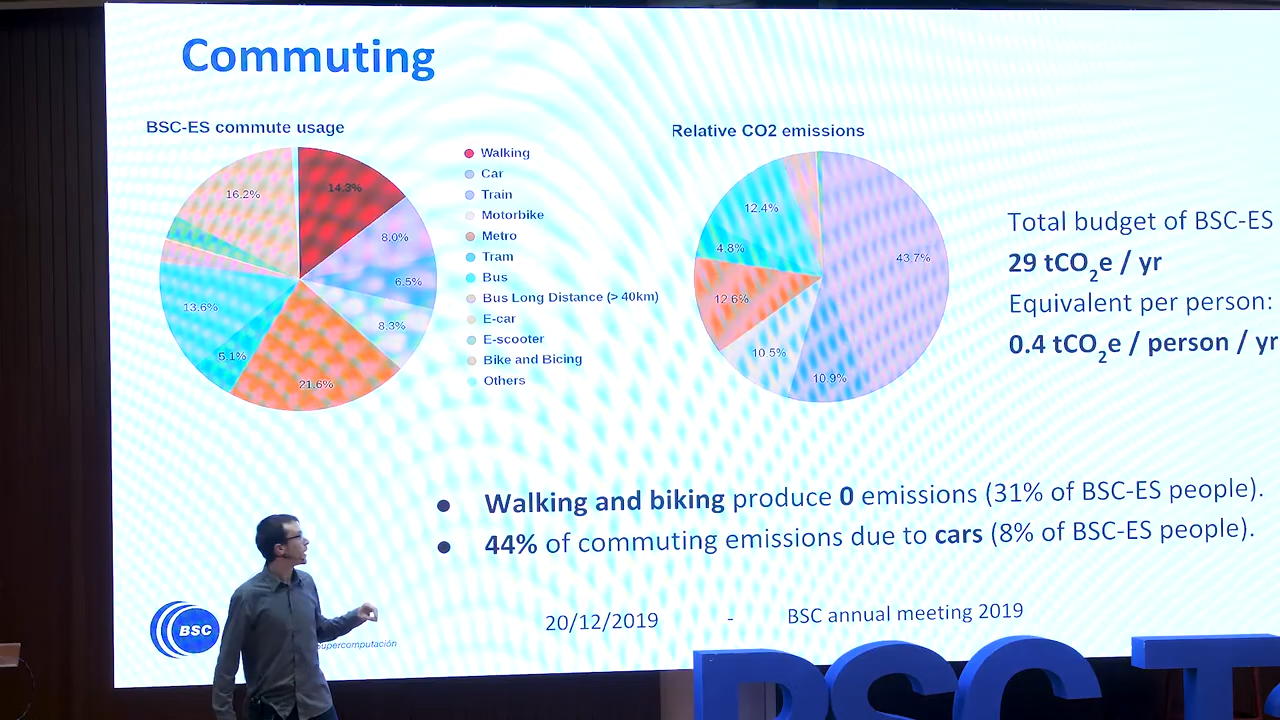 Commuting
BSC-ES commute usage
14.3%
8.0%
6.5%
8.3%
21.6%
5.1%
13.6%
16.2%
Walking
Car
Train
Motorbike
Metro
Tram
Bus
Bus Long Distance (> 40km)
E-car
E-scooter
Bike and Bicing
Others
Relative CO2 emissions
43.7%
10.9%
10.5%
12.6%
4.8%
12.4%
Total budget of BSC-ES
29 tCO2e / yr
Equivalent per person:
0.4 tCO2e / person / yr
● Walking and biking produce 0 emissions (31% of BSC-ES people).
● 44% of commuting emissions due to cars (8% of BSC-ES people).
BSC
supercomputación
20/12/2019 - BSC annual meeting 2019
BSC